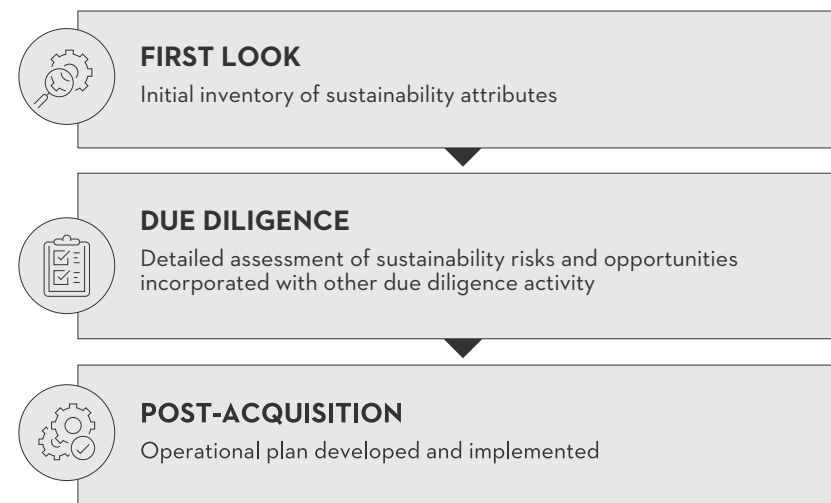 FIRST LOOK
Initial inventory of sustainability attributes
DUE DILIGENCE
Detailed assessment of sustainability risks and opportunities
incorporated with other due diligence activity
POST-ACQUISITION
Operational plan developed and implemented